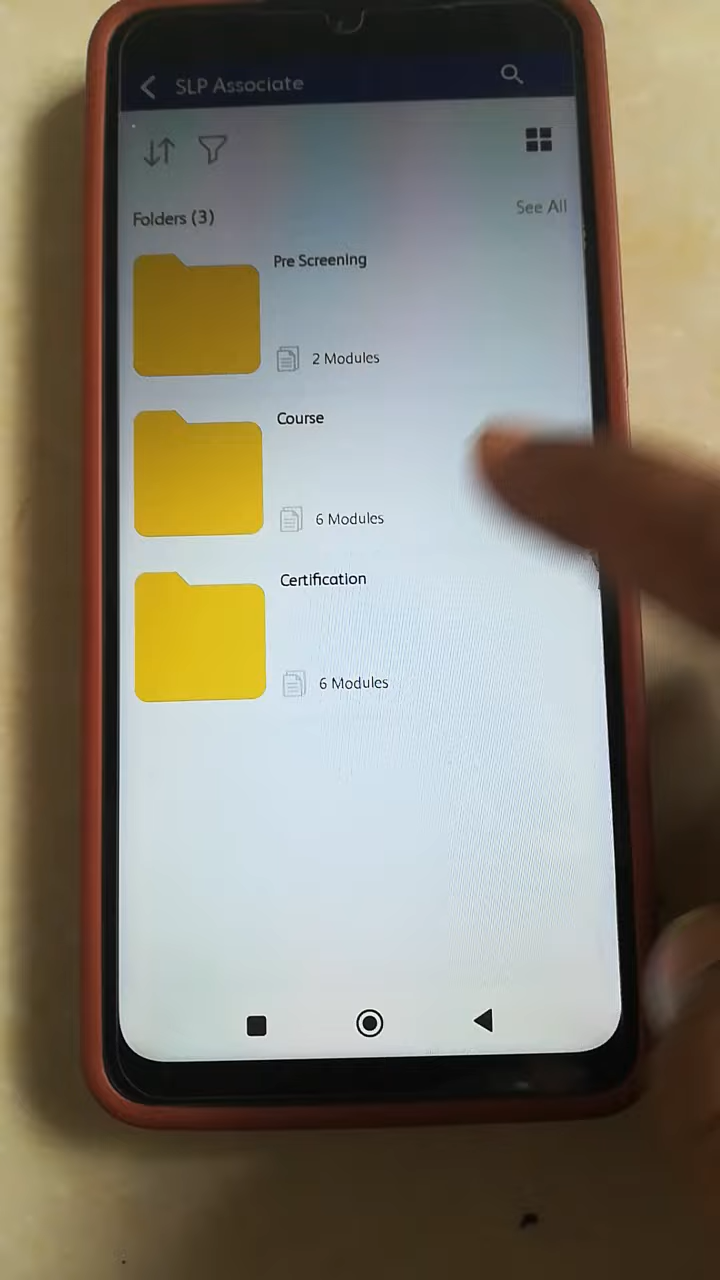 SLP Associate
Folders (3)
See All
Pre Screening
2 Modules
Course
6 Modules
Certification
6 Modules